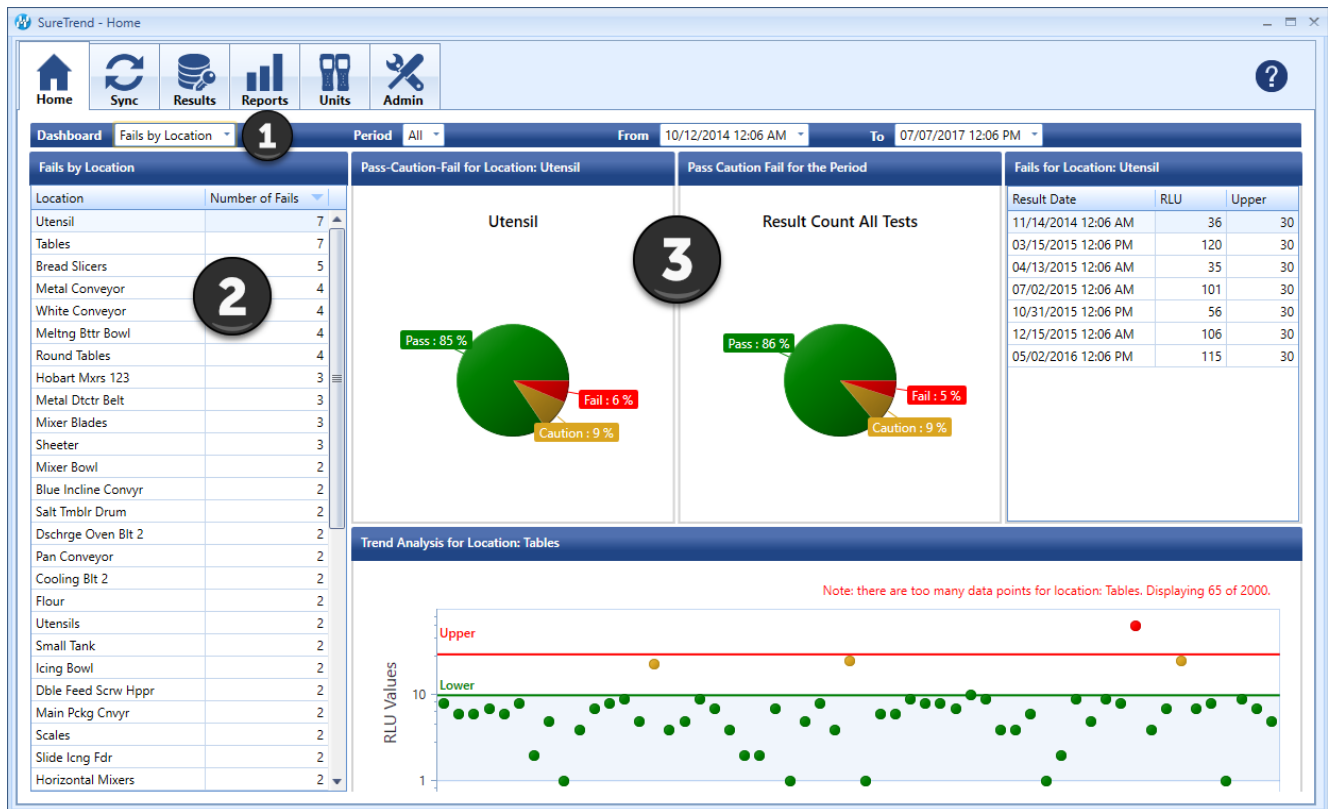 SureTrend - Home
Home Sync Results Reports Units Admin
?
Dashboard Fails by Location 1 Period All From 10/12/2014 12:06 AM To 07/07/2017 12:06 PM
Fails by Location
Location Number of Fails
Utensil 7
Tables 7
Bread Slicers 5
Metal Conveyor 4
White Conveyor 4
Meltng Bttr Bowl 4
Round Tables 4
Hobart Mxrs 123 3
Metal Dtctr Belt 3
Mixer Blades 3
Sheeter 3
Mixer Bowl 2
Blue Incline Convyr 2
Salt Tmblr Drum 2
Dschrge Oven Blt 2 2
Pan Conveyor 2
Cooling Blt 2 2
Flour 2
Utensils 2
Small Tank 2
Icing Bowl 2
Dble Feed Scrw Hppr 2
Main Pckg Cnvyr 2
Scales 2
Slide Icng Fdr 2
Horizontal Mixers 2
2
Pass-Caution-Fail for Location: Utensil
Utensil
Pass : 85 %
Fail : 6 %
Caution : 9 %
3
Pass Caution Fail for the Period
Result Count All Tests
Pass : 86 %
Fail : 5 %
Caution : 9 %
Fails for Location: Utensil
Result Date RLU Upper
11/14/2014 12:06 AM 36 30
03/15/2015 12:06 PM 120 30
04/13/2015 12:06 AM 35 30
07/02/2015 12:06 AM 101 30
10/31/2015 12:06 PM 56 30
12/15/2015 12:06 AM 106 30
05/02/2016 12:06 PM 115 30
Trend Analysis for Location: Tables
Note: there are too many data points for location: Tables. Displaying 65 of 2000.
Upper
Lower
RLU Values
10
1